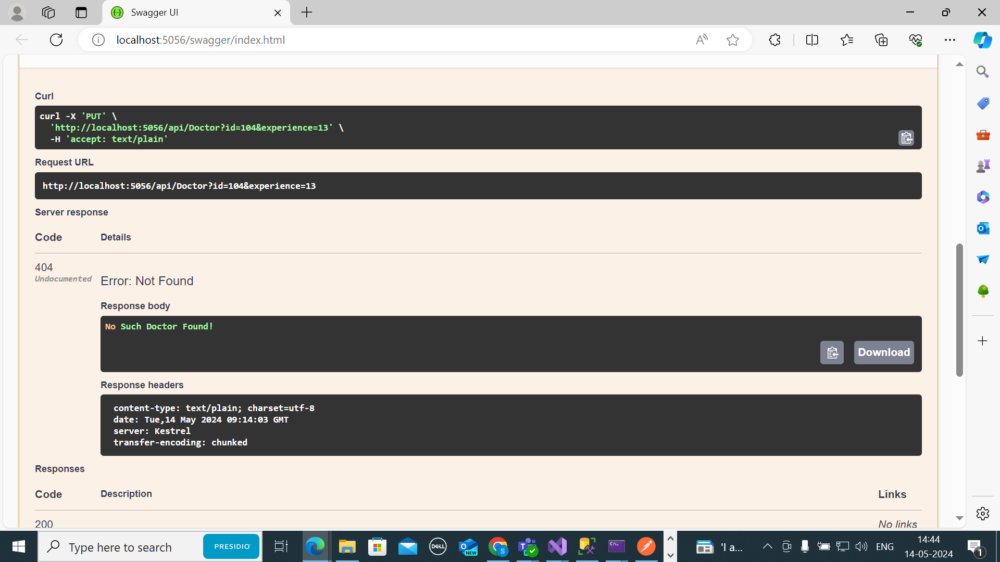 Swagger UI
localhost:5056/swagger/index.html
Curl
curl -X 'PUT' \
'http://localhost:5056/api/Doctor?id=104&experience=13' \
-H 'accept: text/plain'
Request URL
http://localhost:5056/api/Doctor?id=104&experience=13
Server response
Code Details
404
Undocumented
Error: Not Found
Response body
No Such Doctor Found!
Download
Response headers
content-type: text/plain; charset=utf-8
date: Tue,14 May 2024 09:14:03 GMT
server: Kestrel
transfer-encoding: chunked
Responses
Code Description Links
200 No links
Type here to search
PRESIDIO
DELL
NEW
S
'I a...
ENG
14:44
14-05-2024
1